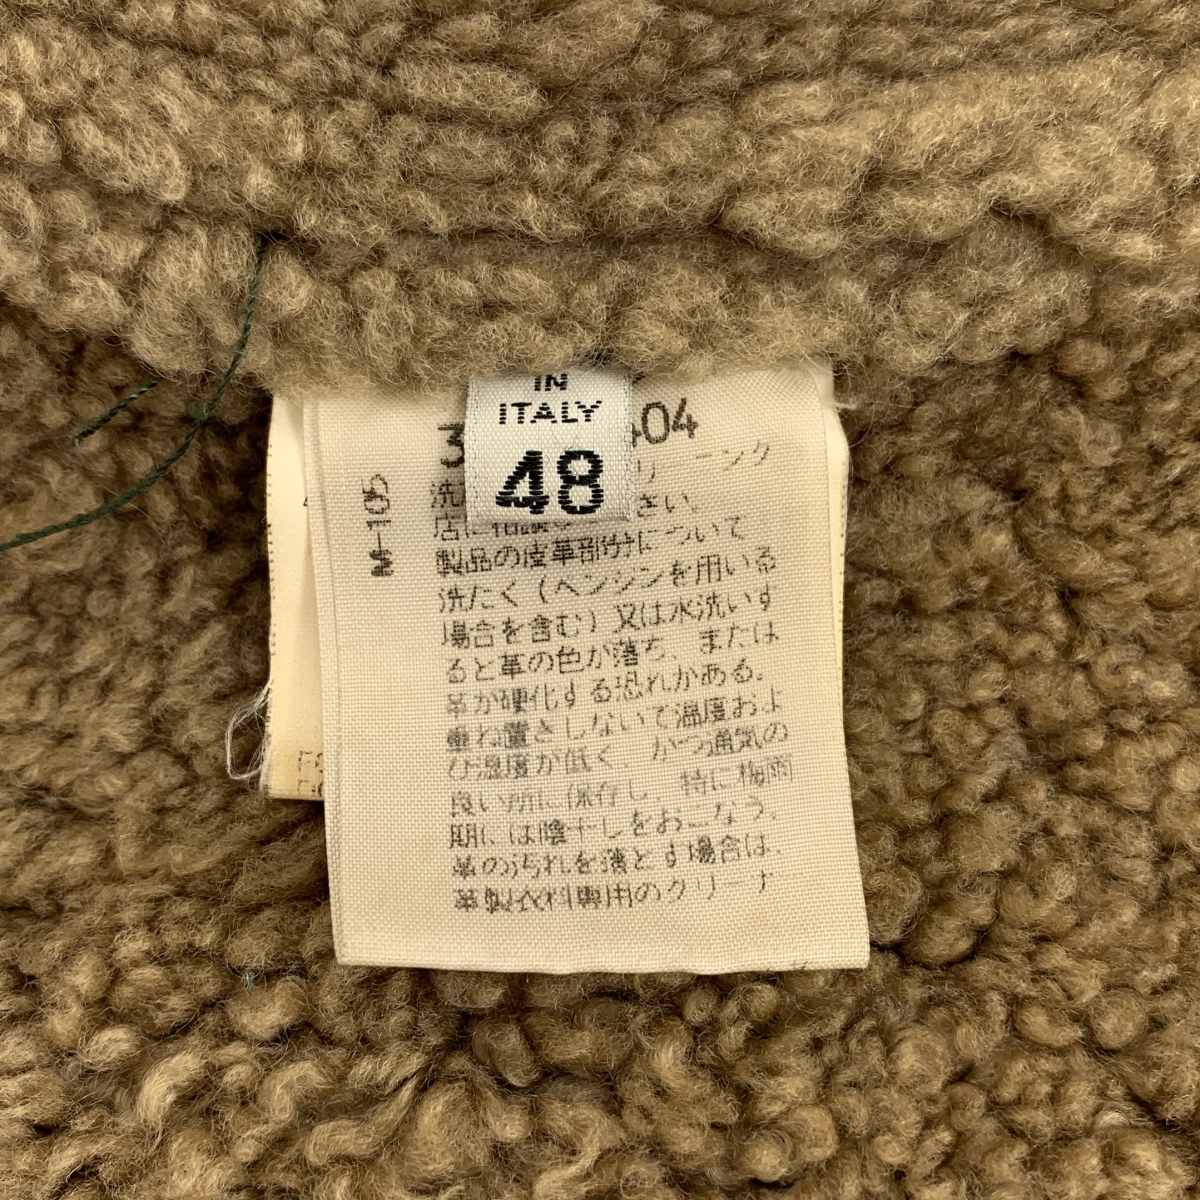 IN
ITALY
48
3
404
M-105
洗 リーニング
店に相談 さい。
製品の皮革部分について
洗たく(ベンジンを用いる
場合を含む)又は水洗いす
ると革の色が落ち、または
革が硬化する恐れがある。
重ね置きしないで温度およ
び湿度が低く、かつ通気の
良い所に保存し、特に梅雨
期には陰干しをおこなう。
革の汚れを落とす場合は、
革製衣料専用のクリーナー